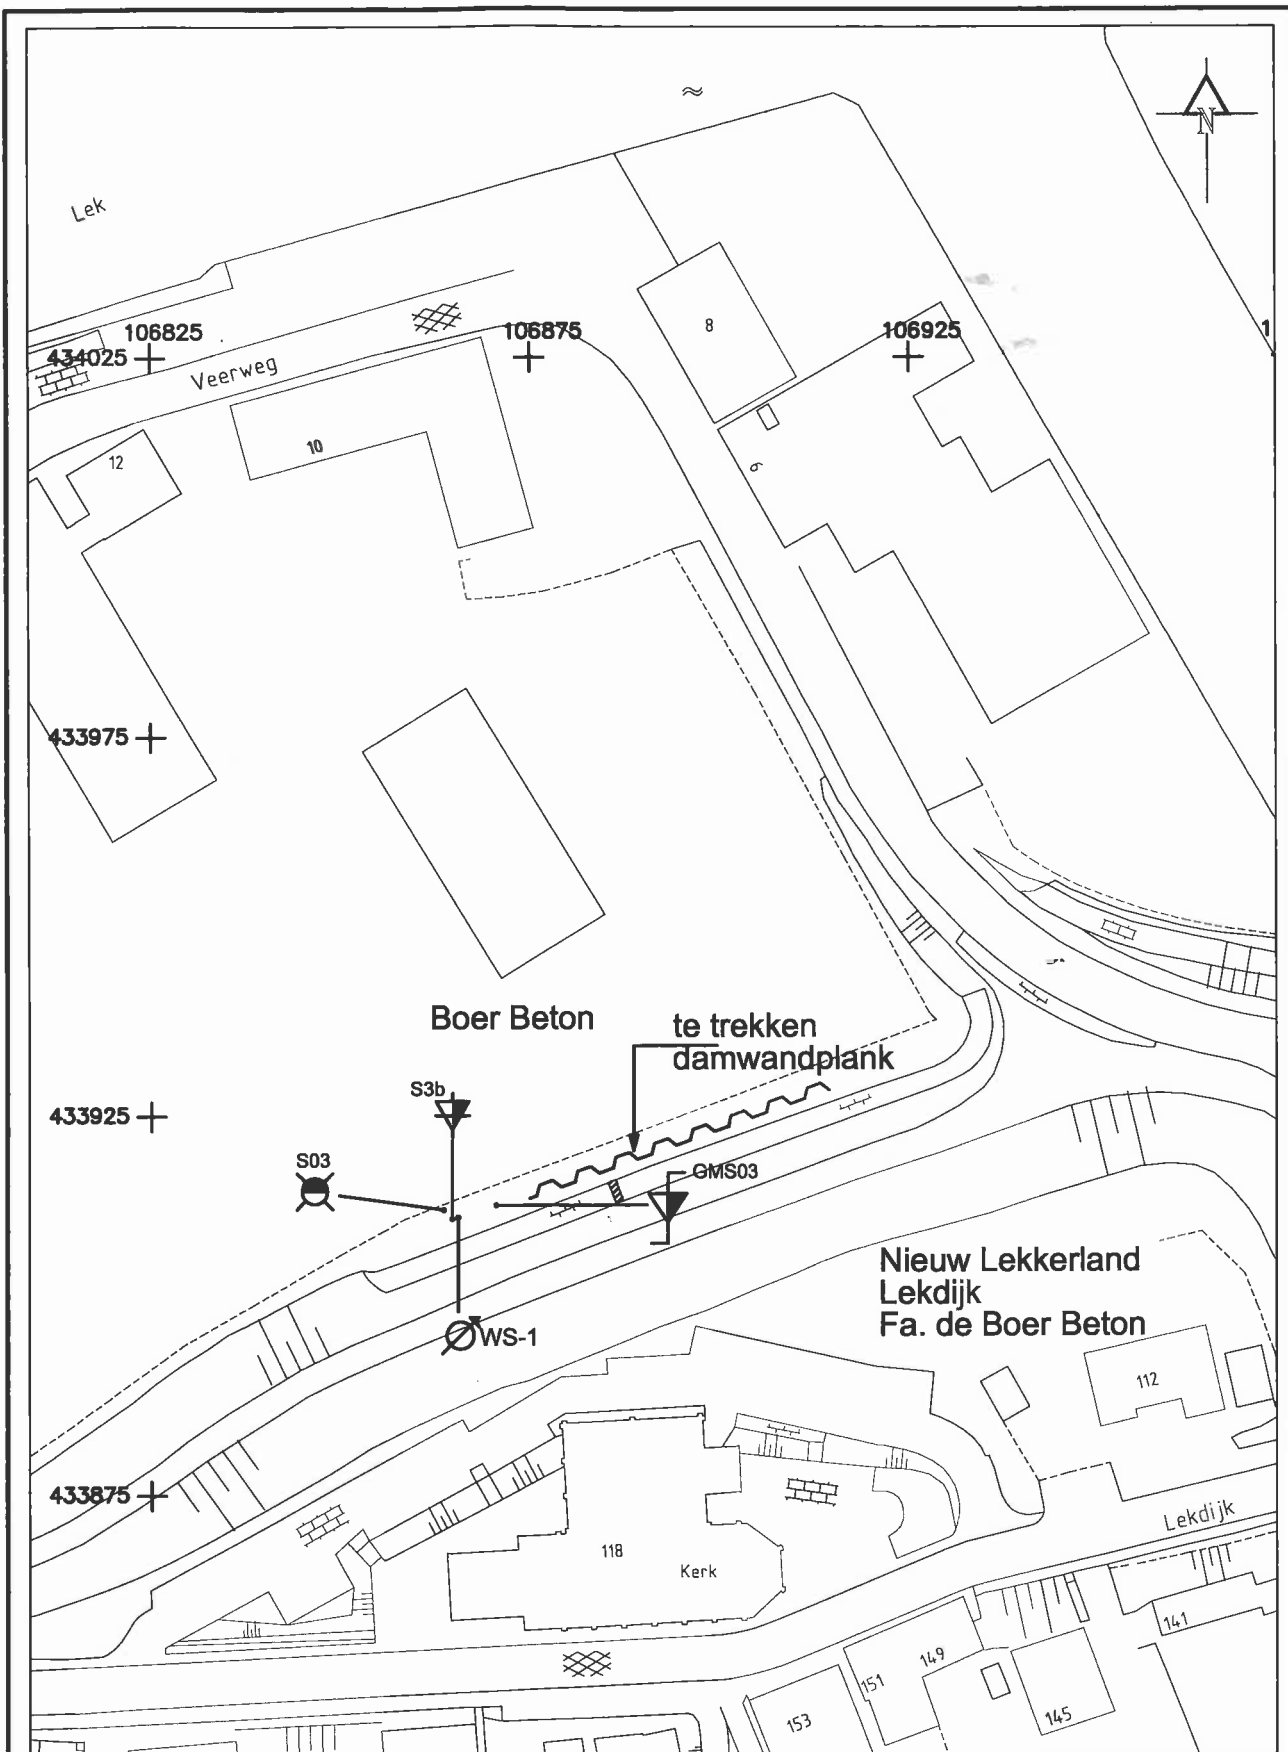 N
Lek
106825
106875
106925
1
434025
Veerweg
8
10
12
6
433975
Boer Beton
te trekken
damwandplank
S3b
433925
S03
GMS03
WS-1
Nieuw Lekkerland
Lekdijk
Fa. de Boer Beton
112
433875
Lekdijk
118
Kerk
141
149
151
145
153